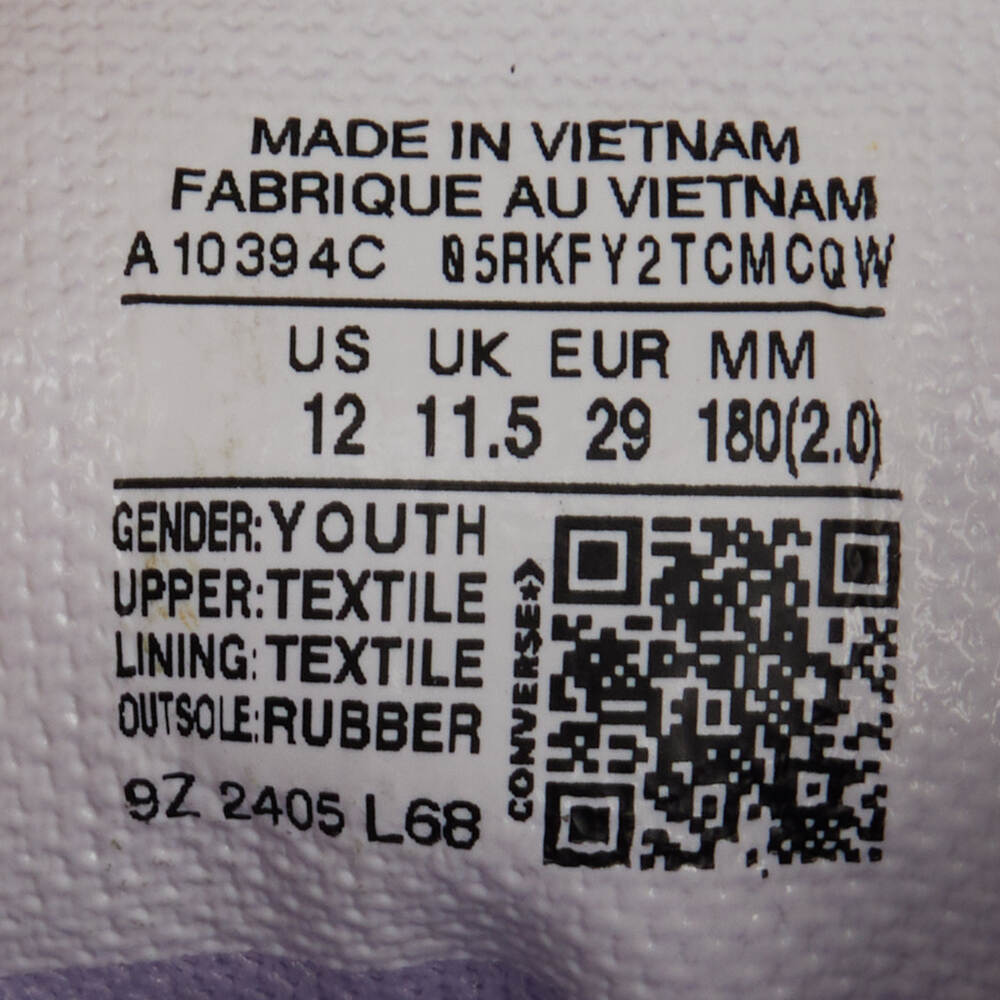 MADE IN VIETNAM
FABRIQUE AU VIETNAM
A10394C 05RKFY2TCMCQW
US UK EUR MM
12 11.5 29 180(2.0)
GENDER: YOUTH
UPPER: TEXTILE
LINING: TEXTILE
OUTSOLE: RUBBER
9Z 2405 L68
CONVERSE